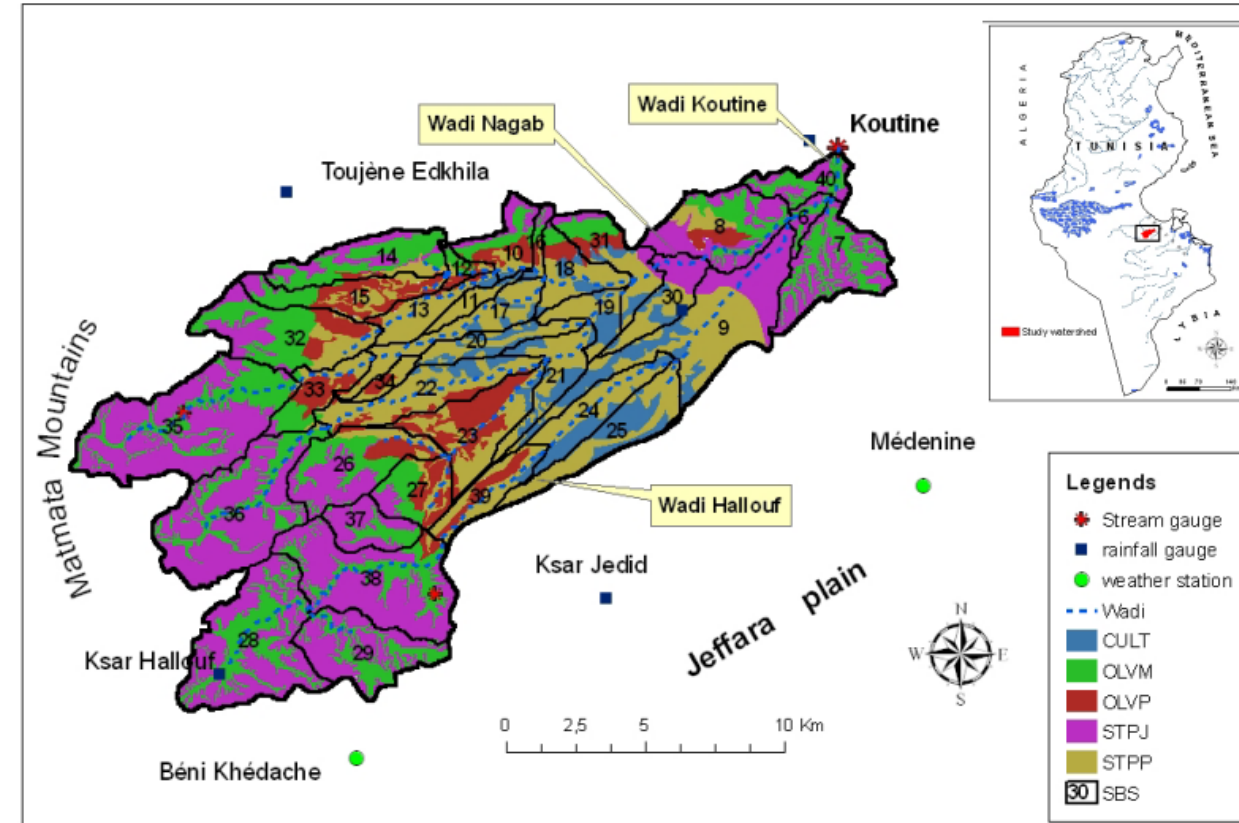 Wadi Koutine
Wadi Nagab
Koutine
Toujène Edkhila
Matmata Mountains
Médenine
Wadi Hallouf
Ksar Jedid
Jeffara plain
Ksar Hallouf
Béni Khédache
40
6
8
7
14
10
6
31
12
18
15
13
11
17
30
19
9
32
20
21
33
34
22
24
25
23
35
26
27
39
36
37
38
28
29
0 2,5 5 10 Km
N
W E
S
ALGERIA
MEDITERRANEAN SEA
TUNISIA
LYBIA
Study watershed
Legends
Stream gauge
rainfall gauge
weather station
Wadi
CULT
OLVM
OLVP
STPJ
STPP
30 SBS